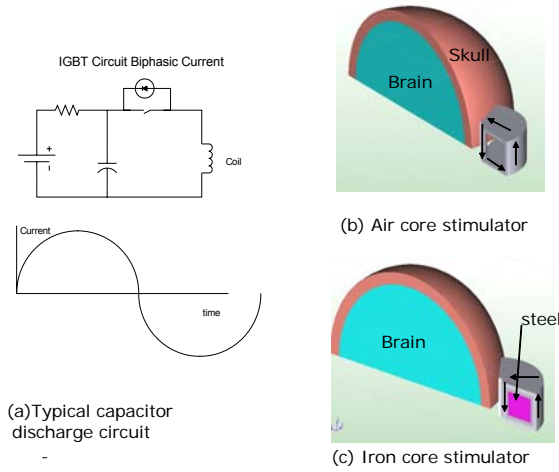 IGBT Circuit Biphasic Current
+
-
Coil
Current
time
(a)Typical capacitor
discharge circuit
-
Skull
Brain
(b) Air core stimulator
steel
Brain
(c) Iron core stimulator